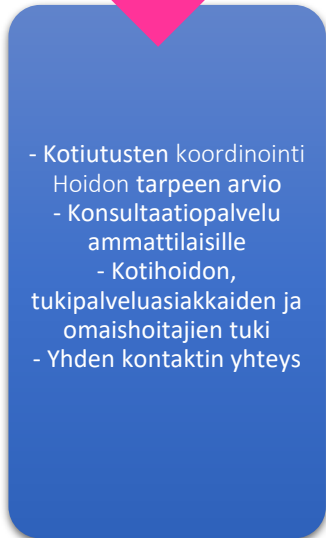 - Kotiutusten koordinointi
Hoidon tarpeen arvio
- Konsultaatiopalvelu
ammattilaisille
- Kotihoidon,
tukipalveluasiakkaiden ja
omaishoitajien tuki
- Yhden kontaktin yhteys